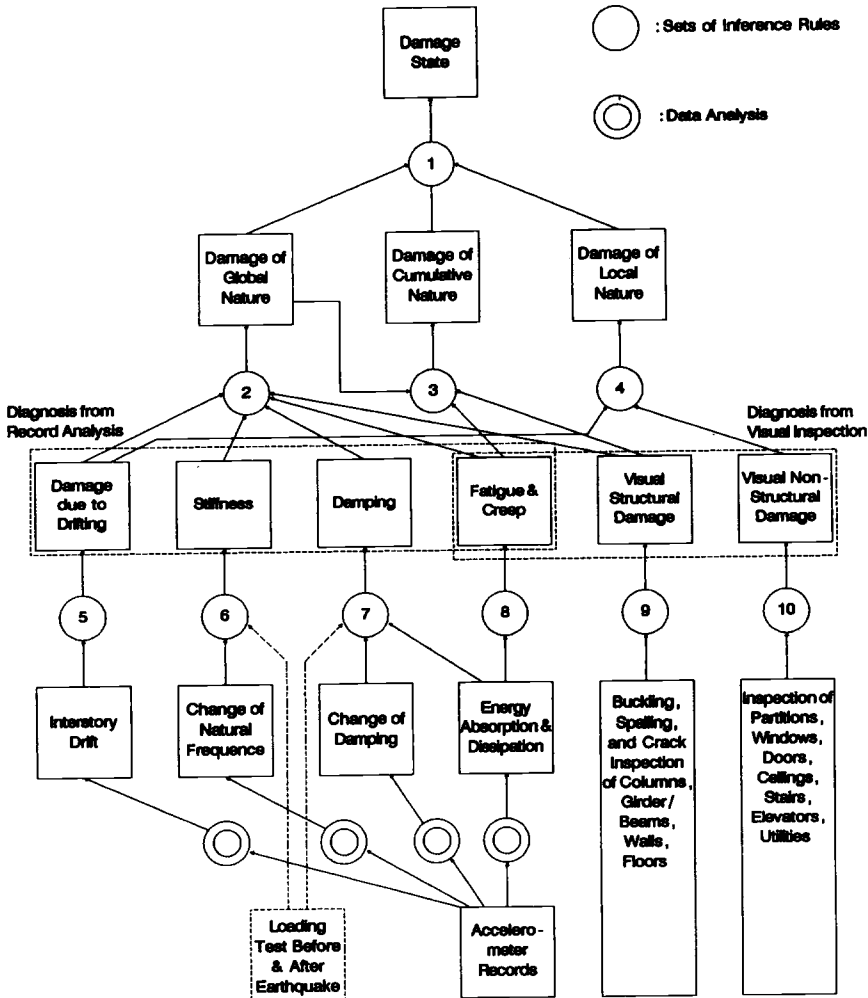 Damage
State
: Sets of Inference Rules
: Data Analysis
1
Damage of
Global
Nature
Damage of
Cumulative
Nature
Damage of
Local
Nature
2
3
4
Diagnosis from
Record Analysis
Diagnosis from
Visual Inspection
Damage
due to
Drifting
Stiffness
Damping
Fatigue &
Creep
Visual
Structural
Damage
Visual Non-
Structural
Damage
5
6
7
8
9
10
Interstory
Drift
Change of
Natural
Frequence
Change of
Damping
Energy
Absorption &
Dissipation
Buckling,
Spalling,
and Crack
Inspection
of Columns,
Girder/
Beams,
Walls,
Floors
Inspection of
Partitions,
Windows,
Doors,
Ceilings,
Stairs,
Elevators,
Utilities
Loading
Test Before
& After
Earthquake
Accelero-
meter
Records